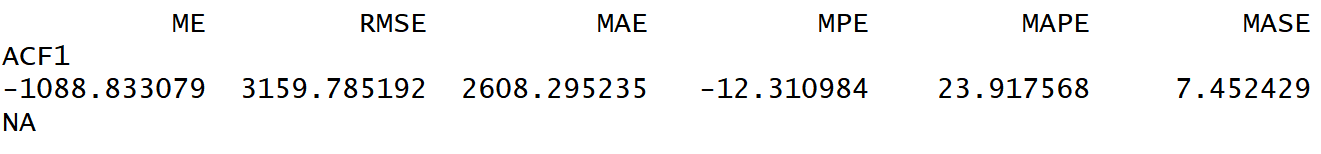 ME RMSE MAE MPE MAPE MASE
ACF1
-1088.833079 3159.785192 2608.295235 -12.310984 23.917568 7.452429
NA